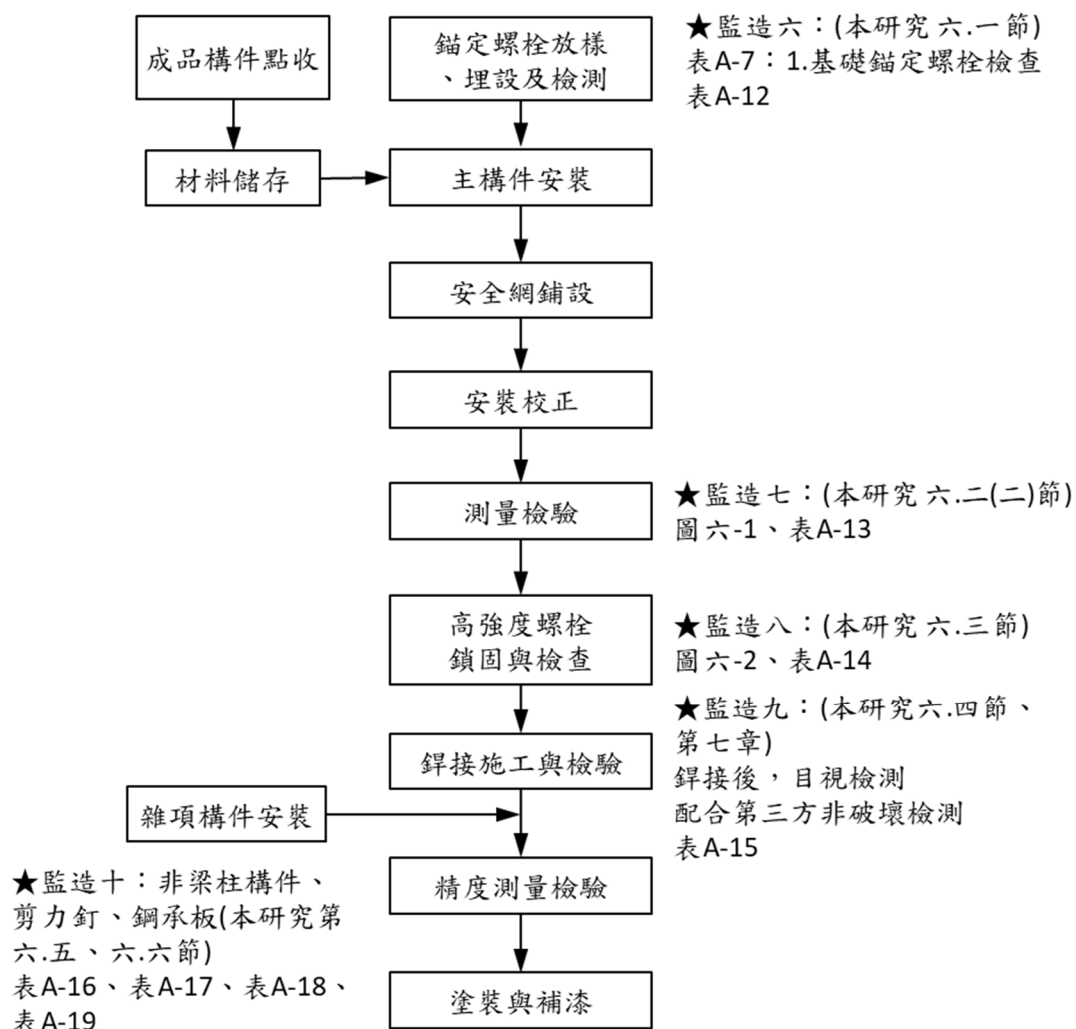 成品構件點收
錨定螺栓放樣
、埋設及檢測
★監造六：(本研究 六.一節)
表A-7：1.基礎錨定螺栓檢查
表A-12
材料儲存
主構件安裝
安全網鋪設
安裝校正
測量檢驗
★監造七：(本研究 六.二(二)節)
圖六-1、表A-13
高強度螺栓
鎖固與檢查
★監造八：(本研究 六.三節)
圖六-2、表A-14
銲接施工與檢驗
★監造九：(本研究六.四節、
第七章)
銲接後，目視檢測
配合第三方非破壞檢測
表A-15
雜項構件安裝
精度測量檢驗
★監造十：非梁柱構件、
剪力釘、鋼承板(本研究第
六.五、六.六節)
表A-16、表A-17、表A-18、
表A-19
塗裝與補漆